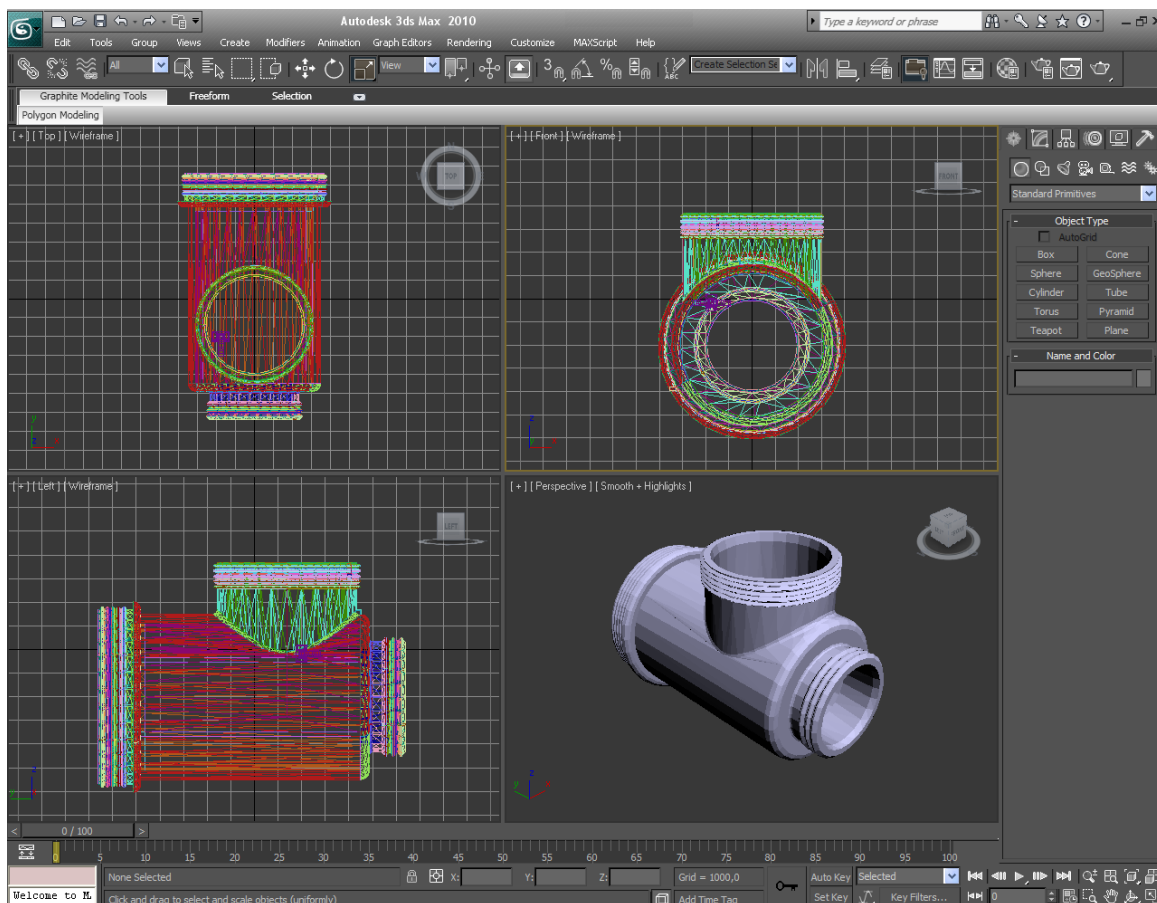 Autodesk 3ds Max 2010
Type a keyword or phrase
Edit Tools Group Views Create Modifiers Animation Graph Editors Rendering Customize MAXScript Help
All View Create Selection Se
Graphite Modeling Tools Freeform Selection
Polygon Modeling
[ + ] [ Top ] [ Wireframe ]
TOP
[ + ] [ Front ] [ Wireframe ]
FRONT
Standard Primitives
- Object Type
AutoGrid
Box Cone
Sphere GeoSphere
Cylinder Tube
Torus Pyramid
Teapot Plane
- Name and Color
[ + ] [ Left ] [ Wireframe ]
LEFT
[ + ] [ Perspective ] [ Smooth + Highlights ]
< 0 / 100 >
0 5 10 15 20 25 30 35 40 45 50 55 60 65 70 75 80 85 90 95 100
None Selected X: Y: Z: Grid = 1000,0 Auto Key Selected
Welcome to M. Click and drag to select and scale objects (uniformly) Add Time Tag Set Key Key Filters... 0